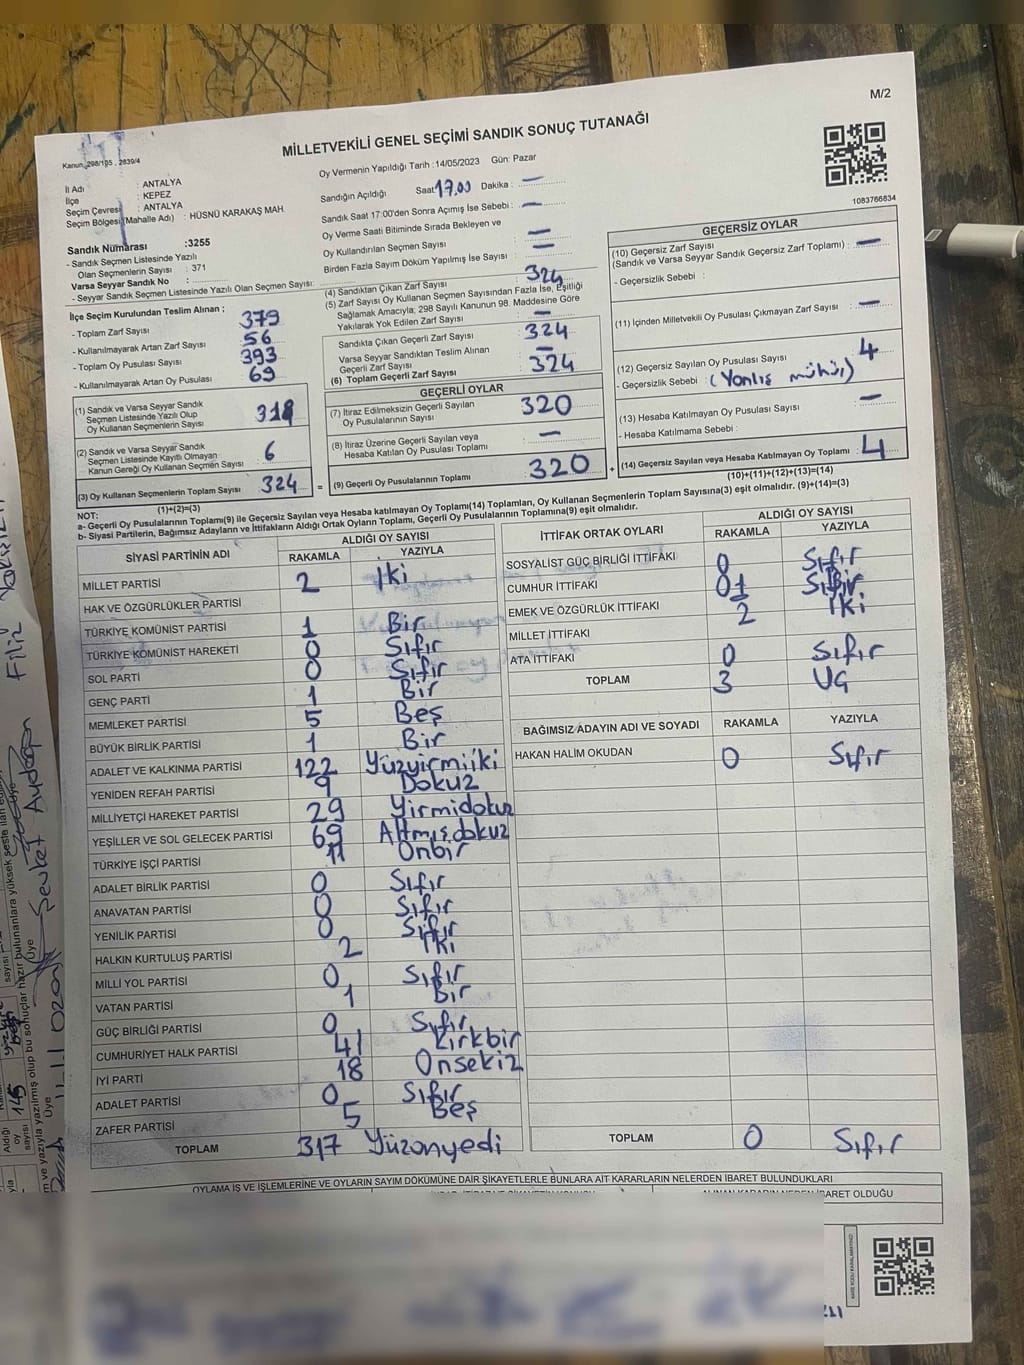 M/2
MİLLETVEKİLİ GENEL SEÇİMİ SANDIK SONUÇ TUTANAĞI
Kanun: 298/105 , 2839/4
Oy Vermenin Yapıldığı Tarih : 14/05/2023 Gün: Pazar
1083766634
İl Adı : ANTALYA
İlçe : KEPEZ
Seçim Çevresi : ANTALYA
Seçim Bölgesi (Mahalle Adı) : HÜSNÜ KARAKAŞ MAH.
Sandık Numarası :3255
- Sandık Seçmen Listesinde Yazılı
Olan Seçmenlerin Sayısı : 371
Varsa Seyyar Sandık No :
- Seyyar Sandık Seçmen Listesinde Yazılı Olan Seçmen Sayısı:
Sandığın Açıldığı Saat 17.00 Dakika : —
Sandık Saat 17:00'den Sonra Açımış İse Sebebi : —
Oy Verme Saati Bitiminde Sırada Bekleyen ve
Oy Kullandırılan Seçmen Sayısı : —
Birden Fazla Sayım Döküm Yapılmış İse Sayısı : —
İlçe Seçim Kurulundan Teslim Alınan ;
- Toplam Zarf Sayısı 379
- Kullanılmayarak Artan Zarf Sayısı 56
- Toplam Oy Pusulası Sayısı 393
- Kullanılmayarak Artan Oy Pusulası 69
(4) Sandıktan Çıkan Zarf Sayısı : 324
(5) Zarf Sayısı Oy Kullanan Seçmen Sayısından Fazla İse, Eşitliği
Sağlamak Amacıyla; 298 Sayılı Kanunun 98. Maddesine Göre
Yakılarak Yok Edilen Zarf Sayısı : —
Sandıkta Çıkan Geçerli Zarf Sayısı : 324
Varsa Seyyar Sandıktan Teslim Alınan
Geçerli Zarf Sayısı : —
(6) Toplam Geçerli Zarf Sayısı : 324
(1) Sandık ve Varsa Seyyar Sandık
Seçmen Listesinde Yazılı Olup
Oy Kullanan Seçmenlerin Sayısı : 318
(2) Sandık ve Varsa Seyyar Sandık
Seçmen Listesinde Kayıtlı Olmayan
Kanun Gereği Oy Kullanan Seçmen Sayısı : 6
(3) Oy Kullanan Seçmenlerin Toplam Sayısı : 324
(1)+(2)=(3)
=
GEÇERLİ OYLAR
(7) İtiraz Edilmeksizin Geçerli Sayılan
Oy Pusulalarının Sayısı : 320
(8) İtiraz Üzerine Geçerli Sayılan veya
Hesaba Katılan Oy Pusulası Toplamı : —
(9) Geçerli Oy Pusulalarının Toplamı : 320
+
GEÇERSİZ OYLAR
(10) Geçersiz Zarf Sayısı
(Sandık ve Varsa Seyyar Sandık Geçersiz Zarf Toplamı) : —
- Geçersizlik Sebebi :
(11) İçinden Milletvekili Oy Pusulası Çıkmayan Zarf Sayısı : —
(12) Geçersiz Sayılan Oy Pusulası Sayısı : 4
- Geçersizlik Sebebi : (Yanlış mühür)
(13) Hesaba Katılmayan Oy Pusulası Sayısı : —
- Hesaba Katılmama Sebebi :
(14) Geçersiz Sayılan veya Hesaba Katılmayan Oy Toplamı : 4
(10)+(11)+(12)+(13)=(14)
NOT:
a- Geçerli Oy Pusulalarının Toplamı(9) ile Geçersiz Sayılan veya Hesaba katılmayan Oy Toplamı(14) Toplamları, Oy Kullanan Seçmenlerin Toplam Sayısına(3) eşit olmalıdır. (9)+(14)=(3)
b- Siyasi Partilerin, Bağımsız Adayların ve İttifakların Aldığı Ortak Oyların Toplamı, Geçerli Oy Pusulalarının Toplamına(9) eşit olmalıdır.
SİYASİ PARTİNİN ADI ALDIĞI OY SAYISI
RAKAMLA YAZIYLA
MİLLET PARTİSİ 2 İki
HAK VE ÖZGÜRLÜKLER PARTİSİ
TÜRKİYE KOMÜNİST PARTİSİ 1 Bir
TÜRKİYE KOMÜNİST HAREKETİ 0 Sıfır
SOL PARTİ 0 Sıfır
GENÇ PARTİ 1 Bir
MEMLEKET PARTİSİ 5 Beş
BÜYÜK BİRLİK PARTİSİ 1 Bir
ADALET VE KALKINMA PARTİSİ 122 Yüzyirmiiki
YENİDEN REFAH PARTİSİ 9 Dokuz
MİLLİYETÇİ HAREKET PARTİSİ 29 Yirmidokuz
YEŞİLLER VE SOL GELECEK PARTİSİ 69 Altmışdokuz
TÜRKİYE İŞÇİ PARTİSİ 11 Onbir
ADALET BİRLİK PARTİSİ 0 Sıfır
ANAVATAN PARTİSİ 0 Sıfır
YENİLİK PARTİSİ 0 Sıfır
HALKIN KURTULUŞ PARTİSİ 2 İki
MİLLİ YOL PARTİSİ 0 Sıfır
VATAN PARTİSİ 1 Bir
GÜÇ BİRLİĞİ PARTİSİ 0 Sıfır
CUMHURİYET HALK PARTİSİ 41 Kırkbir
İYİ PARTİ 18 Onsekiz
ADALET PARTİSİ 0 Sıfır
ZAFER PARTİSİ 5 Beş
TOPLAM 317 Yüzonyedi
İTTİFAK ORTAK OYLARI ALDIĞI OY SAYISI
RAKAMLA YAZIYLA
SOSYALİST GÜÇ BİRLİĞİ İTTİFAKI 0 Sıfır
CUMHUR İTTİFAKI 1 Bir
EMEK VE ÖZGÜRLÜK İTTİFAKI 2 İki
MİLLET İTTİFAKI
ATA İTTİFAKI 0 Sıfır
TOPLAM 3 Üç
BAĞIMSIZ ADAYIN ADI VE SOYADI RAKAMLA YAZIYLA
HAKAN HALİM OKUDAN 0 Sıfır
TOPLAM 0 Sıfır
OYLAMA İŞ VE İŞLEMLERİNE VE OYLARIN SAYIM DÖKÜMÜNE DAİR ŞİKAYETLERLE BUNLARA AİT KARARLARIN NELERDEN İBARET BULUNDUKLARI
Filiz
Şevket Aydoğan
Üye
Üye
Aldığı
oy
sayısı
145